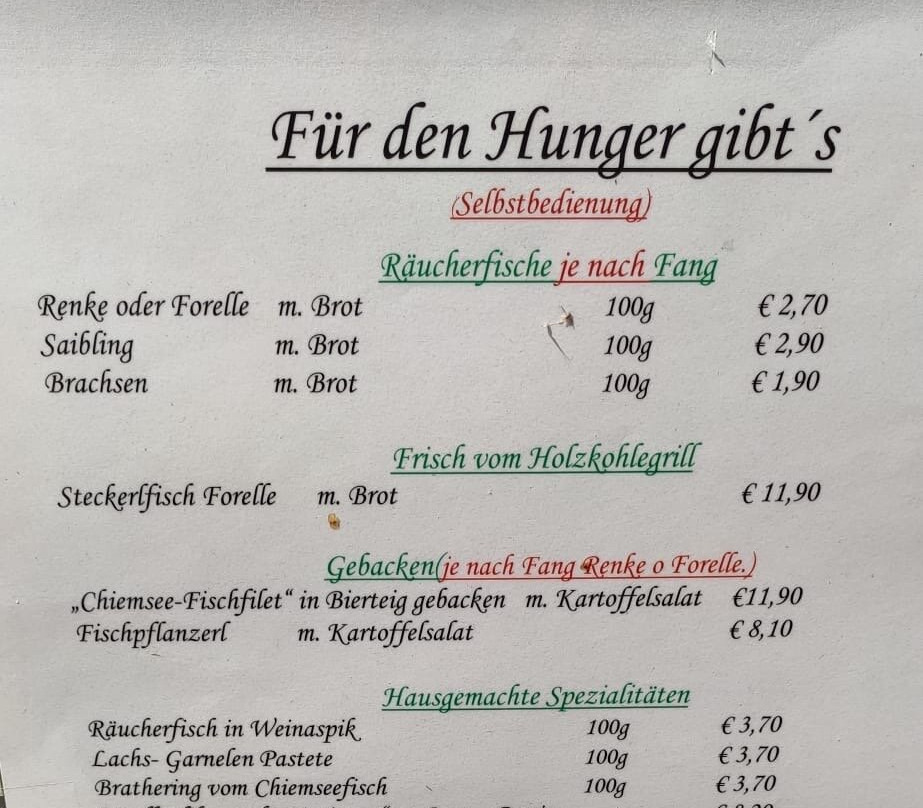 Für den Hunger gibt´s
(Selbstbedienung)
Räucherfische je nach Fang
Renke oder Forelle m. Brot 100g € 2,70
Saibling m. Brot 100g € 2,90
Brachsen m. Brot 100g € 1,90
Frisch vom Holzkohlegrill
Steckerlfisch Forelle m. Brot € 11,90
Gebacken(je nach Fang Renke o Forelle.)
„Chiemsee-Fischfilet“ in Bierteig gebacken m. Kartoffelsalat €11,90
Fischpflanzerl m. Kartoffelsalat € 8,10
Hausgemachte Spezialitäten
Räucherfisch in Weinaspik 100g € 3,70
Lachs- Garnelen Pastete 100g € 3,70
Brathering vom Chiemseefisch 100g € 3,70